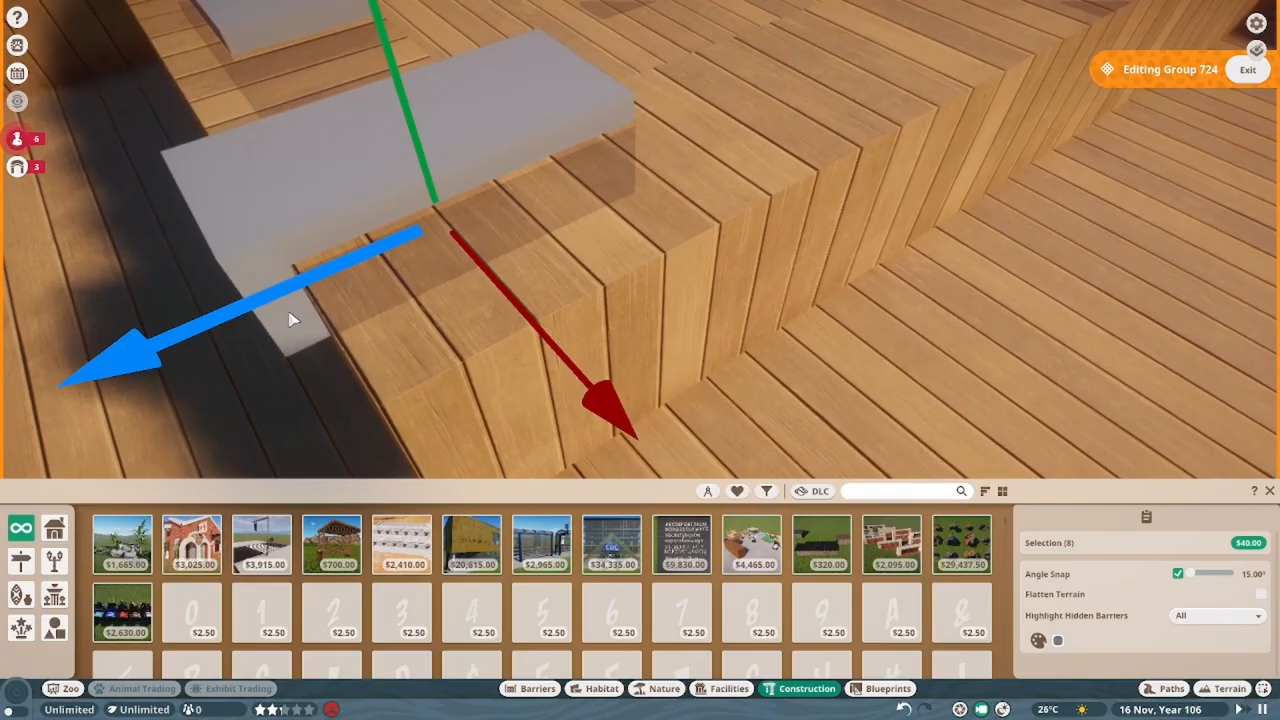 ?
Editing Group 724 Exit
6
3
DLC
? X
$1,665.00 $3,025.00 $3,915.00 $700.00 $2,410.00 $20,615.00 $2,965.00 $34,335.00 $9,830.00 $4,465.00 $320.00 $2,095.00 $29,437.50
Selection (8) $40.00
Angle Snap 15.00°
Flatten Terrain
Highlight Hidden Barriers All
0 1 2 3 4 5 6 7 8 9 A &
$2,630.00 $2.50 $2.50 $2.50 $2.50 $2.50 $2.50 $2.50 $2.50 $2.50 $2.50 $2.50 $2.50
Zoo Animal Trading Exhibit Trading Barriers Habitat Nature Facilities Construction Blueprints Paths Terrain
Unlimited Unlimited 0 26°C 16 Nov, Year 106